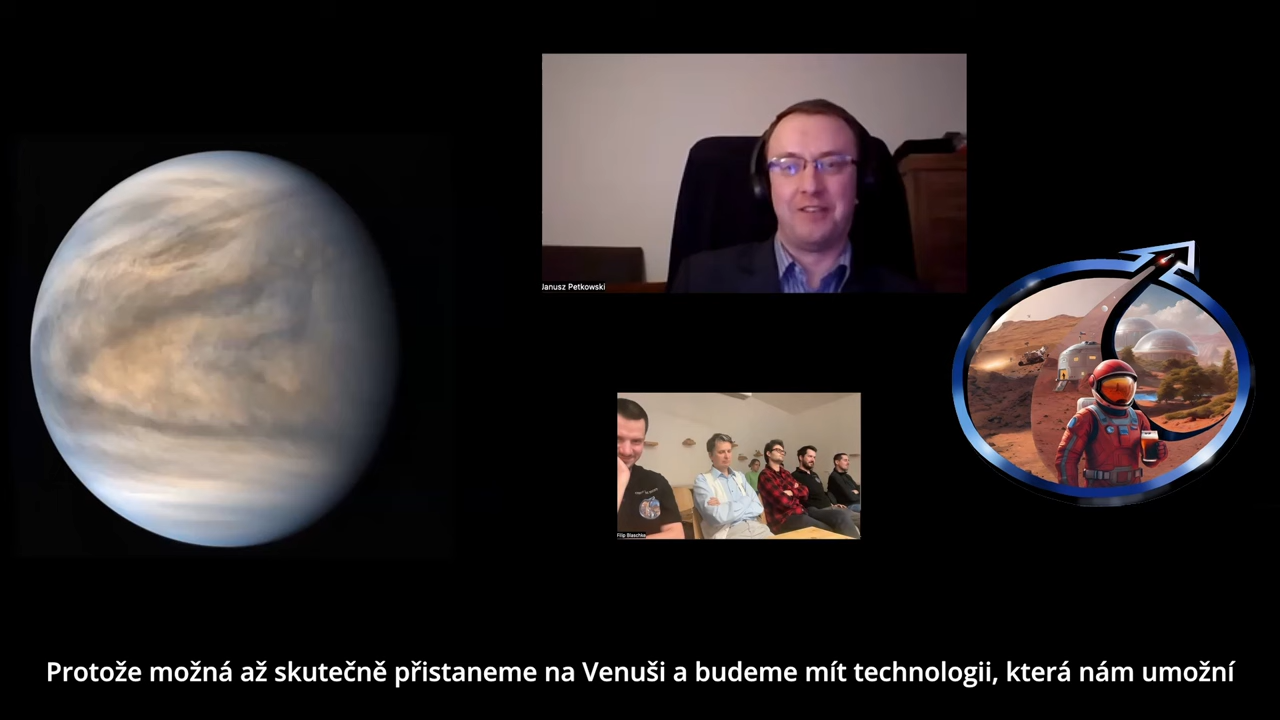 Janusz Petkowski
Filip Blaschke
Protože možná až skutečně přistaneme na Venuši a budeme mít technologii, která nám umožní